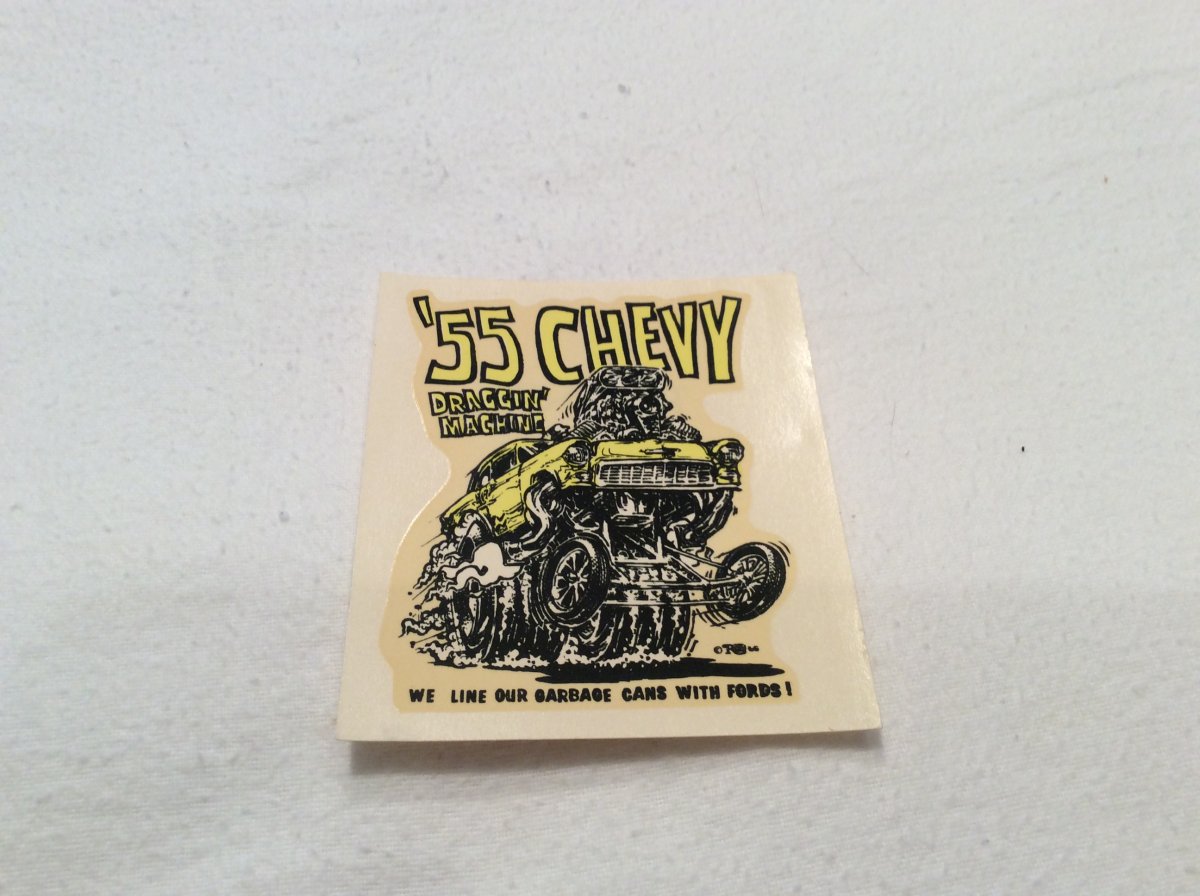 '55 CHEVY
DRAGGIN'
MACHINE
WE LINE OUR GARBAGE CANS WITH FORDS!